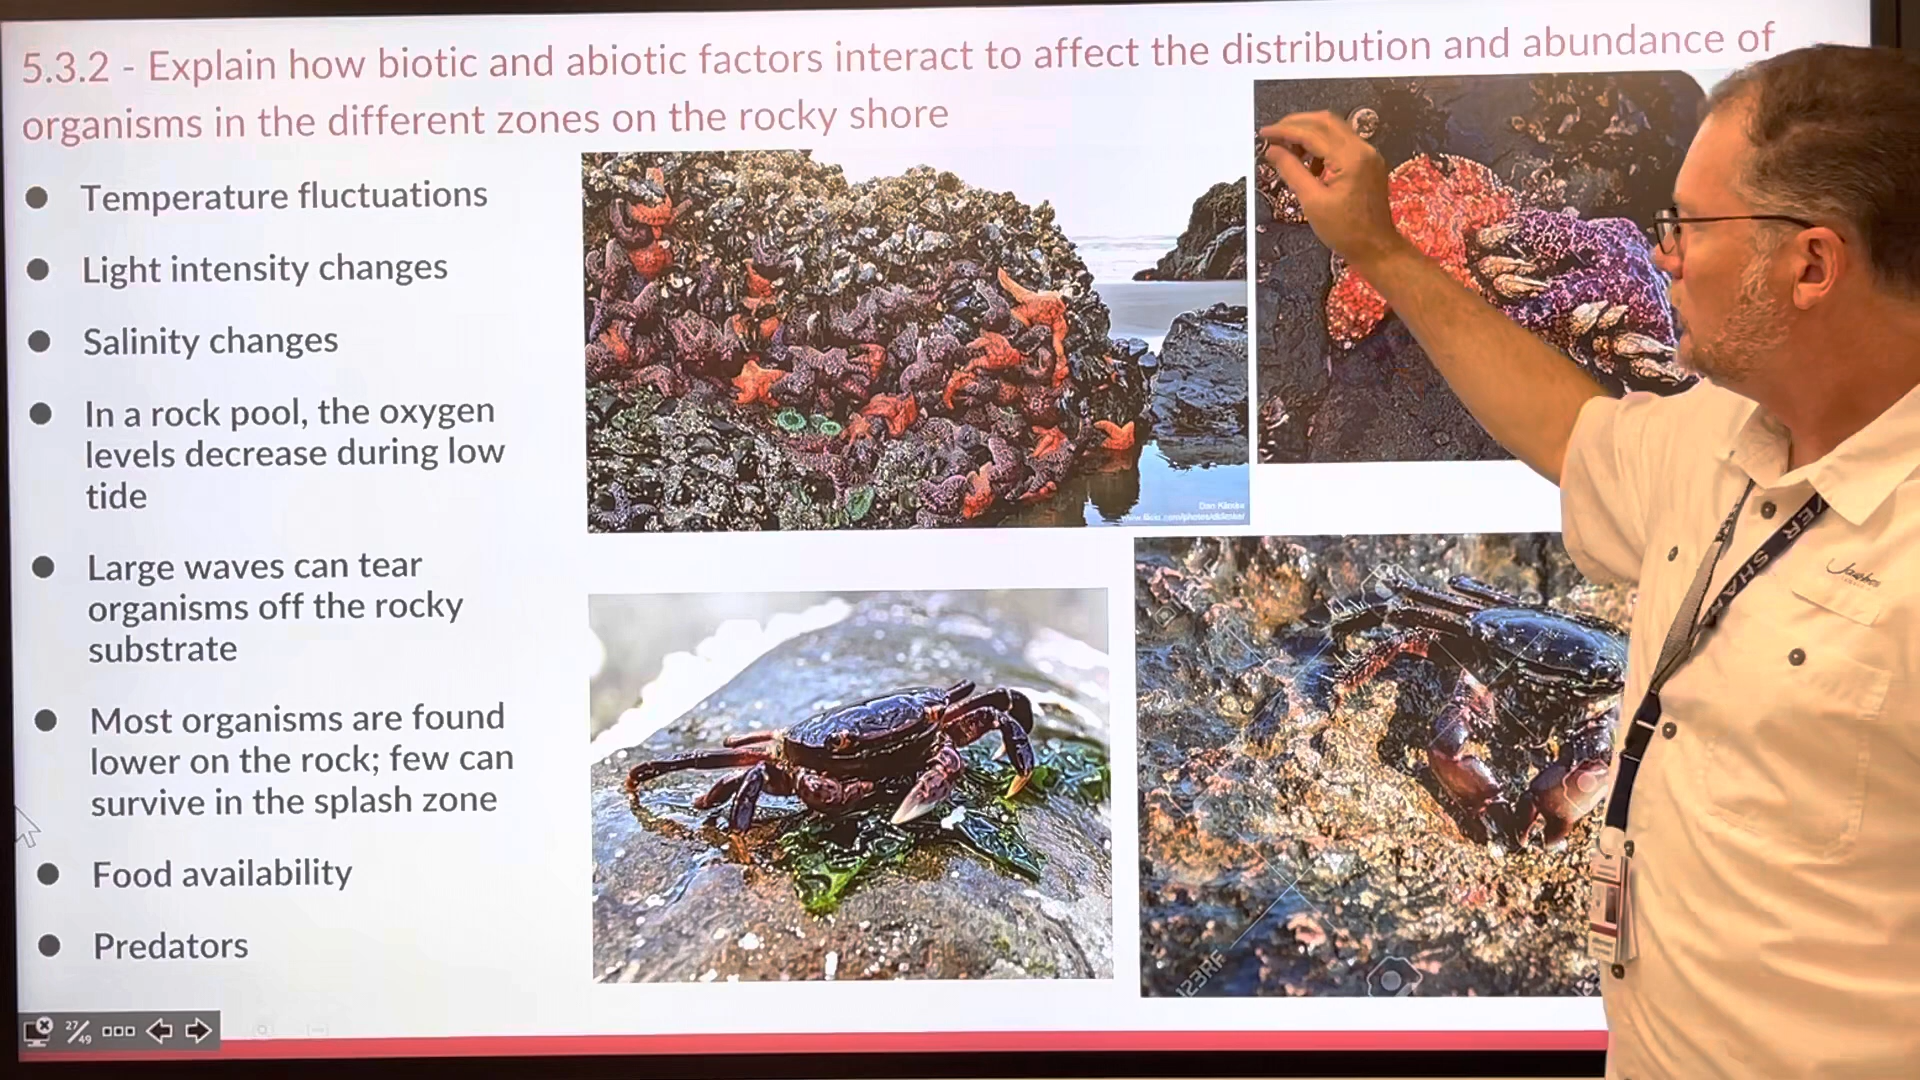 5.3.2 - Explain how biotic and abiotic factors interact to affect the distribution and abundance of
organisms in the different zones on the rocky shore
● Temperature fluctuations
● Light intensity changes
● Salinity changes
● In a rock pool, the oxygen
levels decrease during low
tide
● Large waves can tear
organisms off the rocky
substrate
● Most organisms are found
lower on the rock; few can
survive in the splash zone
● Food availability
● Predators
123RF
27/49